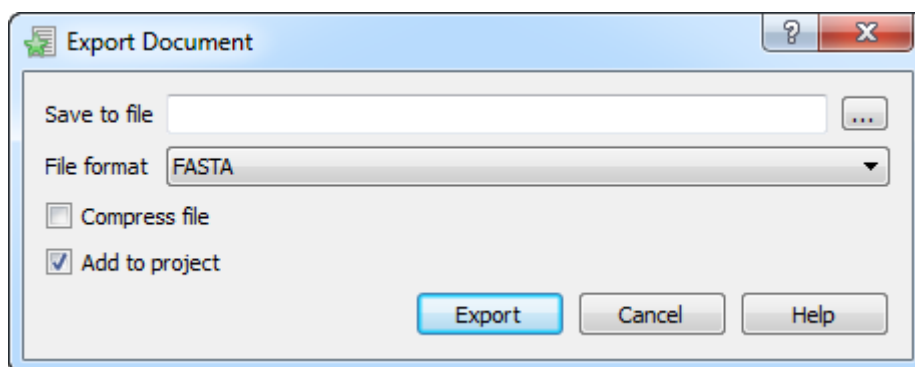 Export Document
Save to file ...
File format FASTA
Compress file
Add to project
Export Cancel Help